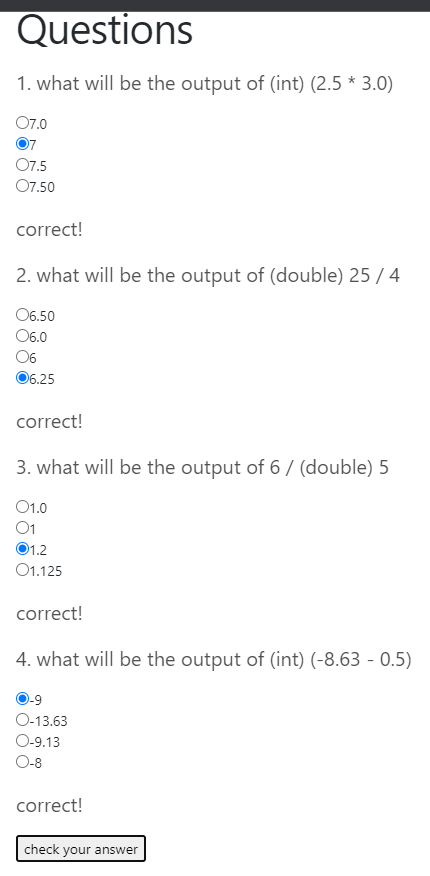 Questions
1. what will be the output of (int) (2.5 * 3.0)
7.0
7
7.5
7.50
correct!
2. what will be the output of (double) 25 / 4
6.50
6.0
6
6.25
correct!
3. what will be the output of 6 / (double) 5
1.0
1
1.2
1.125
correct!
4. what will be the output of (int) (-8.63 - 0.5)
-9
-13.63
-9.13
-8
correct!
check your answer